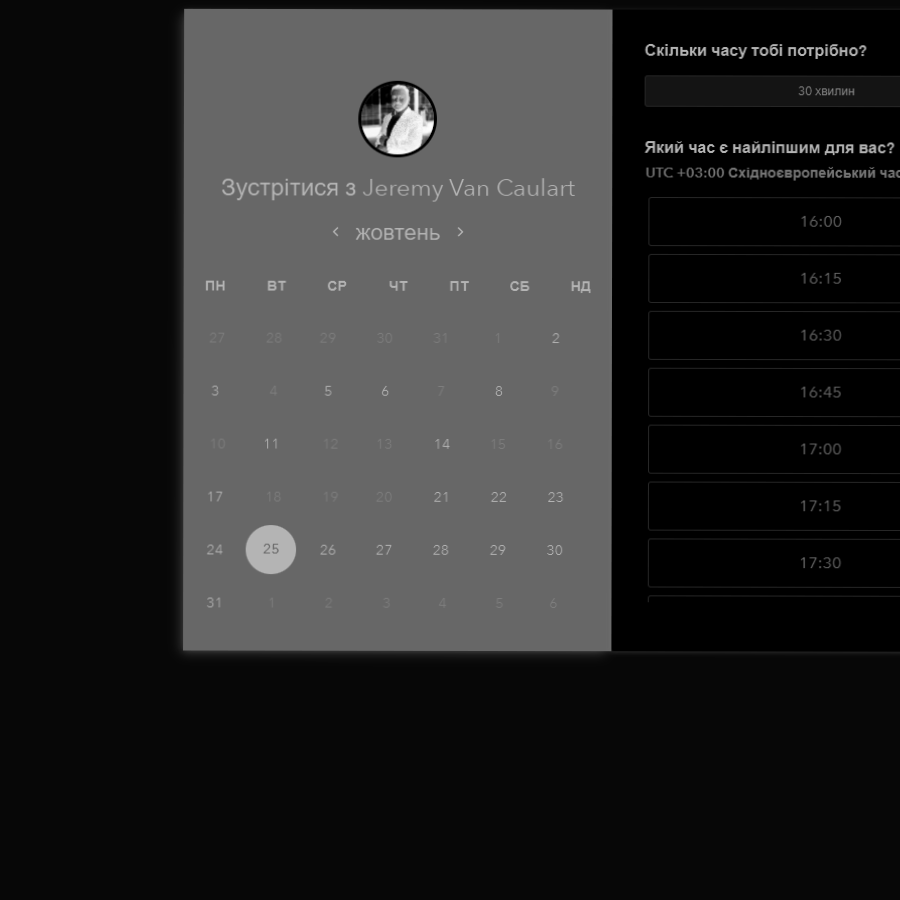 Зустрітися з Jeremy Van Caulart
жовтень
ПН ВТ СР ЧТ ПТ СБ НД
27 28 29 30 31 1 2
3 4 5 6 7 8 9
10 11 12 13 14 15 16
17 18 19 20 21 22 23
24 25 26 27 28 29 30
31 1 2 3 4 5 6
Скільки часу тобі потрібно?
30 хвилин
Який час є найліпшим для вас?
UTC +03:00 Східноєвропейський час
16:00
16:15
16:30
16:45
17:00
17:15
17:30